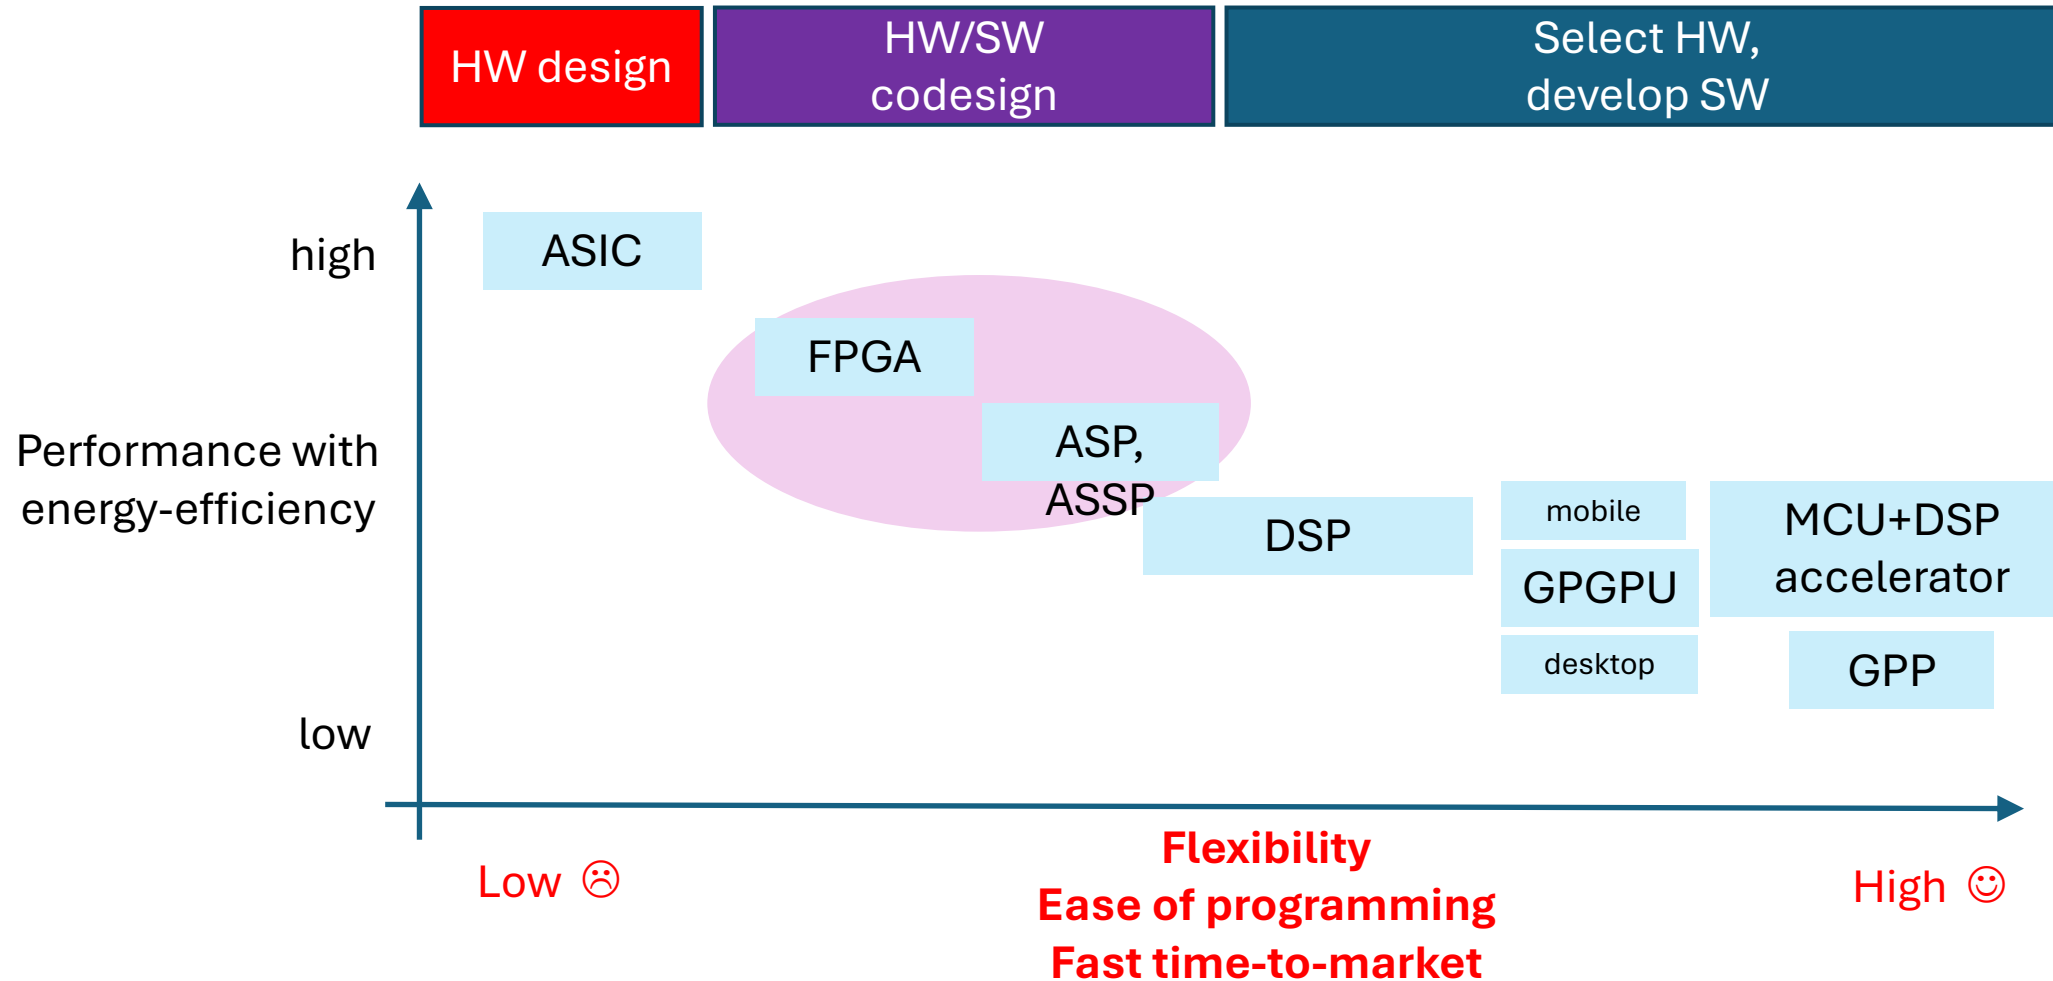 HW design
HW/SW
codesign
Select HW,
develop SW
high
ASIC
FPGA
Performance with
energy-efficiency
ASP,
ASSP
DSP
mobile
GPGPU
desktop
MCU+DSP
accelerator
GPP
low
Low ☹
Flexibility
Ease of programming
Fast time-to-market
High ☺